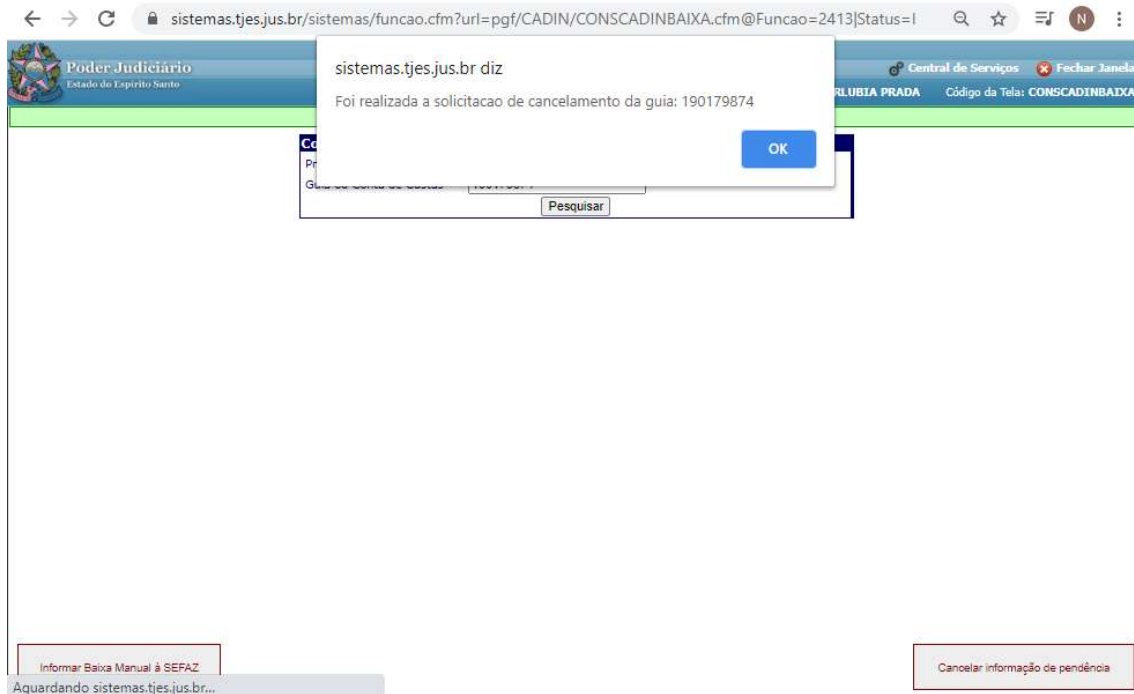 sistemas.tjes.jus.br/sistemas/funcao.cfm?url=pgf/CADIN/CONSCADINBAIXA.cfm@Funcao=2413|Status=I
N
Poder Judiciário
Estado do Espírito Santo
sistemas.tjes.jus.br diz
Foi realizada a solicitacao de cancelamento da guia: 190179874
OK
Central de Serviços
Fechar Janela
RLUBIA PRADA
Código da Tela: CONSCADINBAIXA
Pesquisar
Informar Baixa Manual à SEFAZ
Cancelar informação de pendência
Aguardando sistemas.tjes.jus.br...